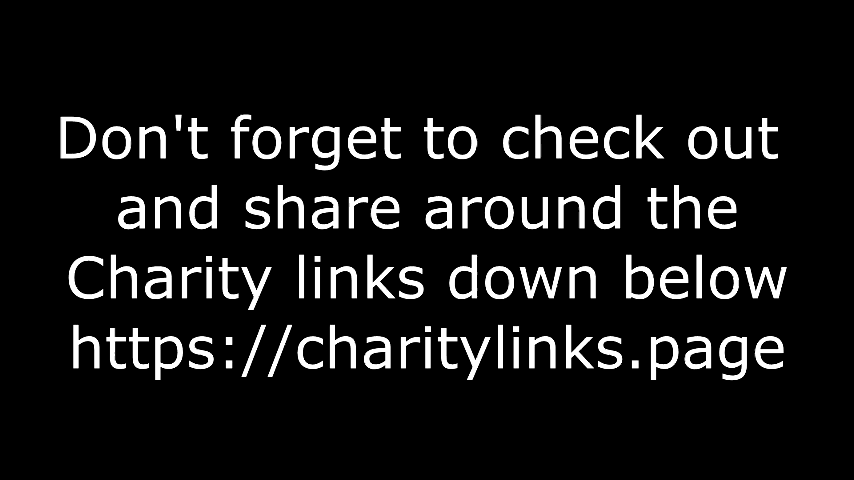 Don't forget to check out
and share around the
Charity links down below
https://charitylinks.page